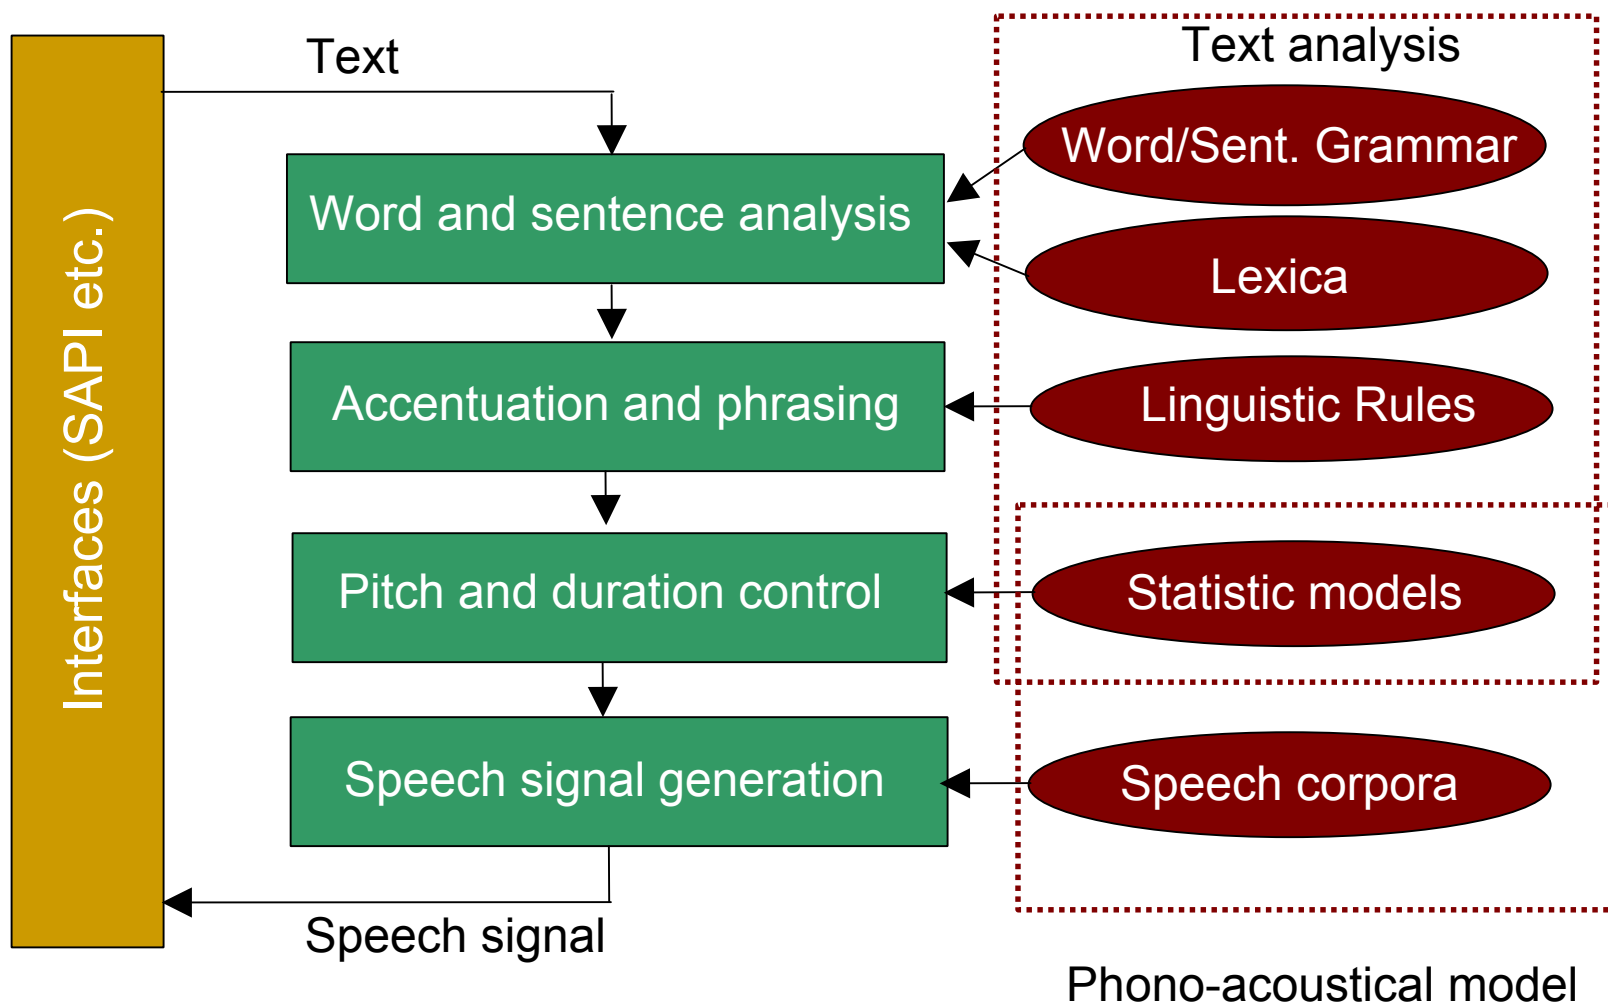 Text
Text analysis
Word/Sent. Grammar
Word and sentence analysis
Lexica
Interfaces (SAPI etc.)
Accentuation and phrasing
Linguistic Rules
Pitch and duration control
Statistic models
Speech signal generation
Speech corpora
Speech signal
Phono-acoustical model